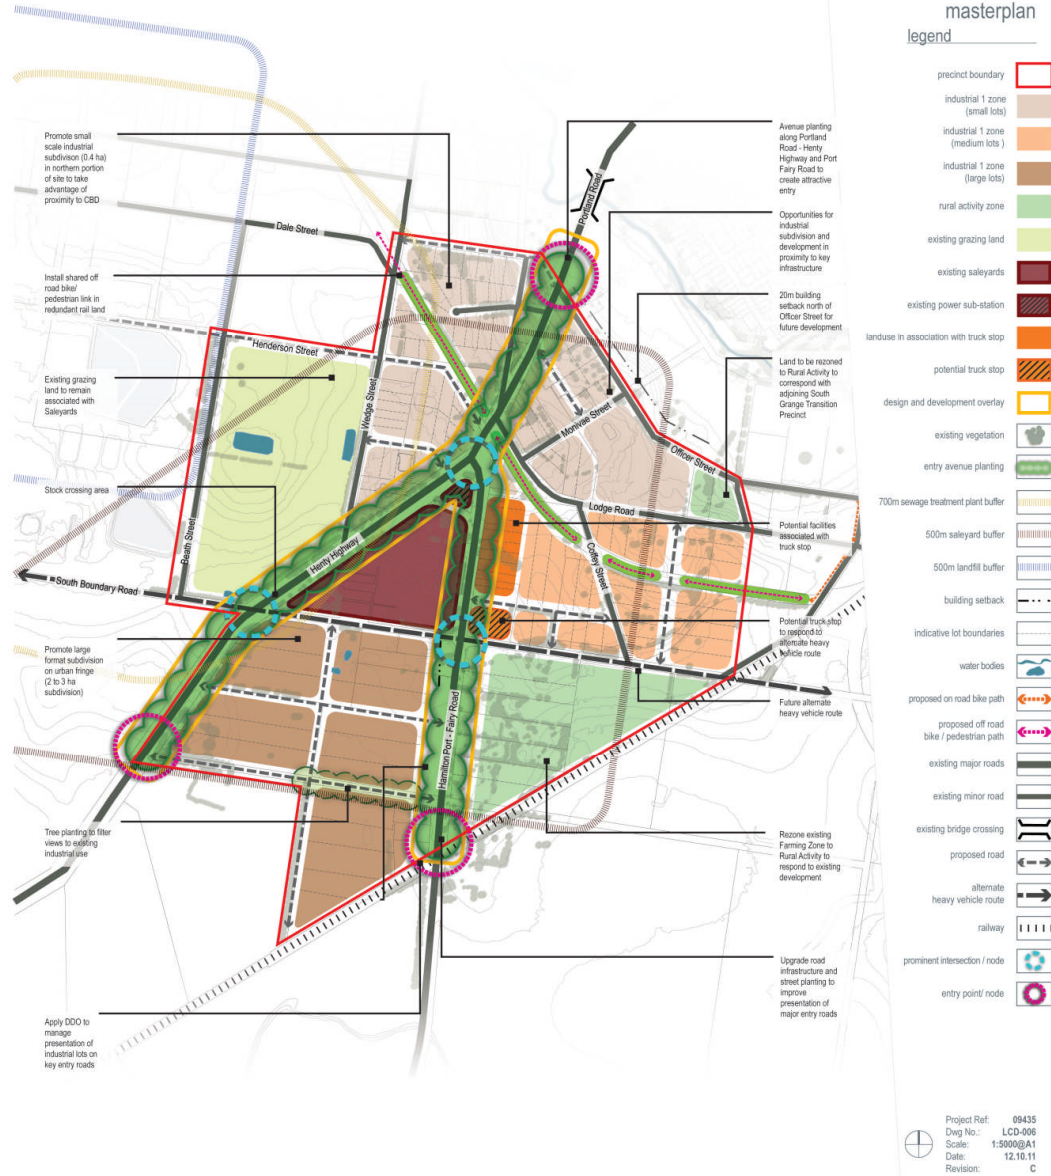 masterplan
legend
precinct boundary
industrial 1 zone
(small lots)
industrial 1 zone
(medium lots )
industrial 1 zone
(large lots)
rural activity zone
existing grazing land
existing saleyards
existing power sub-station
landuse in association with truck stop
potential truck stop
design and development overlay
existing vegetation
entry avenue planting
700m sewage treatment plant buffer
500m saleyard buffer
500m landfill buffer
building setback
indicative lot boundaries
water bodies
proposed on road bike path
proposed off road
bike / pedestrian path
existing major roads
existing minor road
existing bridge crossing
proposed road
alternate
heavy vehicle route
railway
prominent intersection / node
entry point/ node
Promote small
scale industrial
subdivison (0.4 ha)
in northern portion
of site to take
advantage of
proximity to CBD
Install shared off
road bike/
pedestrian link in
redundant rail land
Existing grazing
land to remain
associated with
Saleyards
Stock crossing area
Promote large
format subdivision
on urban fringe
(2 to 3 ha
subdivision)
Tree planting to filter
views to existing
industrial use
Apply DDO to
manage
presentation of
industrial lots on
key entry roads
Avenue planting
along Portland
Road - Henty
Highway and Port
Fairy Road to
create attractive
entry
Opportunities for
industrial
subdivision and
development in
proximity to key
infrastructure
20m building
setback north of
Officer Street for
future development
Land to be rezoned
to Rural Activity to
correspond with
adjoining South
Grange Transition
Precinct
Potential facilities
associated with
truck stop
Potential truck stop
to respond to
alternate heavy
vehicle route
Future alternate
heavy vehicle route
Rezone existing
Farming Zone to
Rural Activity to
respond to existing
development
Upgrade road
infrastructure and
street planting to
improve
presentation of
major entry roads
Portland Road
Dale Street
Henderson Street
Wedge Street
Monivae Street
Officer Street
Lodge Road
Coffey Street
Henty Highway
Beath Street
South Boundary Road
Hamilton Port - Fairy Road
Project Ref: 09435
Dwg No.: LCD-006
Scale: 1:5000@A1
Date: 12.10.11
Revision: C